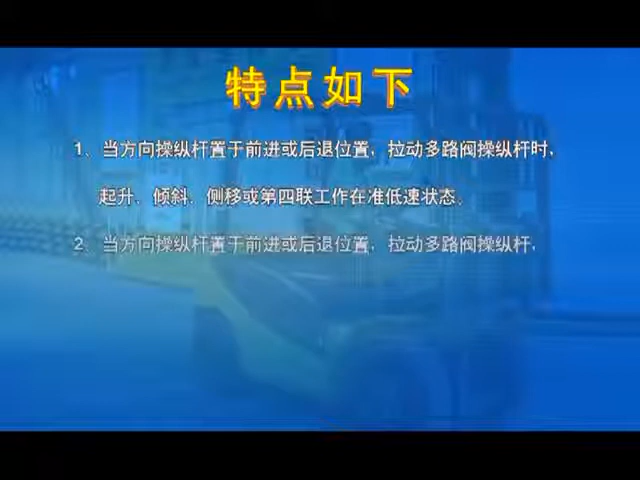 特点如下
1、当方向操纵杆置于前进或后退位置，拉动多路阀操纵杆时，
起升、倾斜、侧移或第四联工作在准低速状态。
2、当方向操纵杆置于前进或后退位置，拉动多路阀操纵杆，